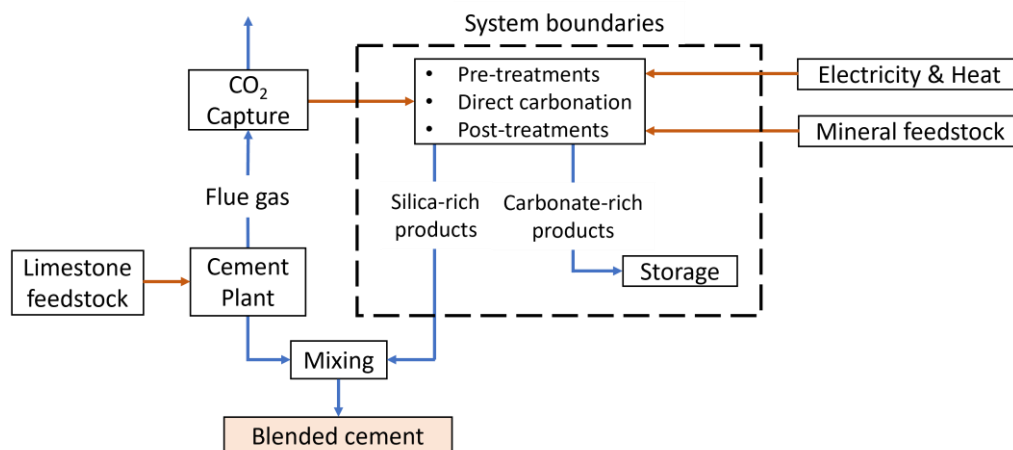 System boundaries
CO2
Capture
• Pre-treatments
• Direct carbonation
• Post-treatments
Electricity & Heat
Mineral feedstock
Flue gas
Silica-rich
products
Carbonate-rich
products
Limestone
feedstock
Cement
Plant
Storage
Mixing
Blended cement